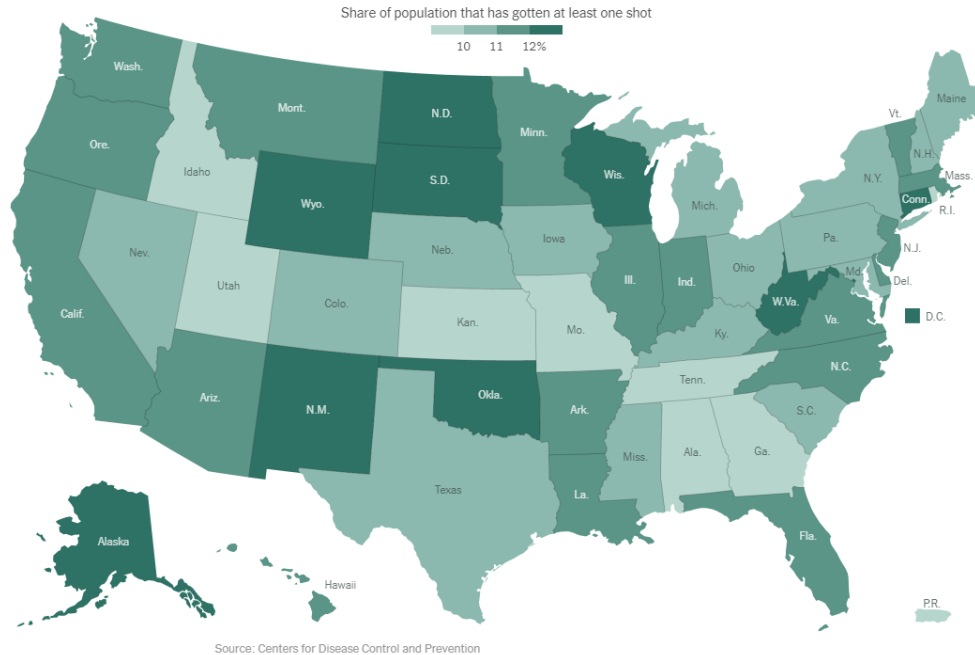 Share of population that has gotten at least one shot
10 11 12%
Wash.
Mont.
N.D.
Minn.
Maine
Vt.
Ore.
Idaho
S.D.
Wis.
N.H.
Mass.
N.Y.
Wyo.
Mich.
Conn.
R.I.
Neb.
Iowa
Pa.
N.J.
Nev.
Ohio
Md.
Del.
Utah
Colo.
Ill.
Ind.
W.Va.
Calif.
Kan.
Mo.
Ky.
Va.
D.C.
N.C.
Tenn.
Ariz.
N.M.
Okla.
Ark.
S.C.
Miss.
Ala.
Ga.
Texas
La.
Fla.
Alaska
Hawaii
P.R.
Source: Centers for Disease Control and Prevention